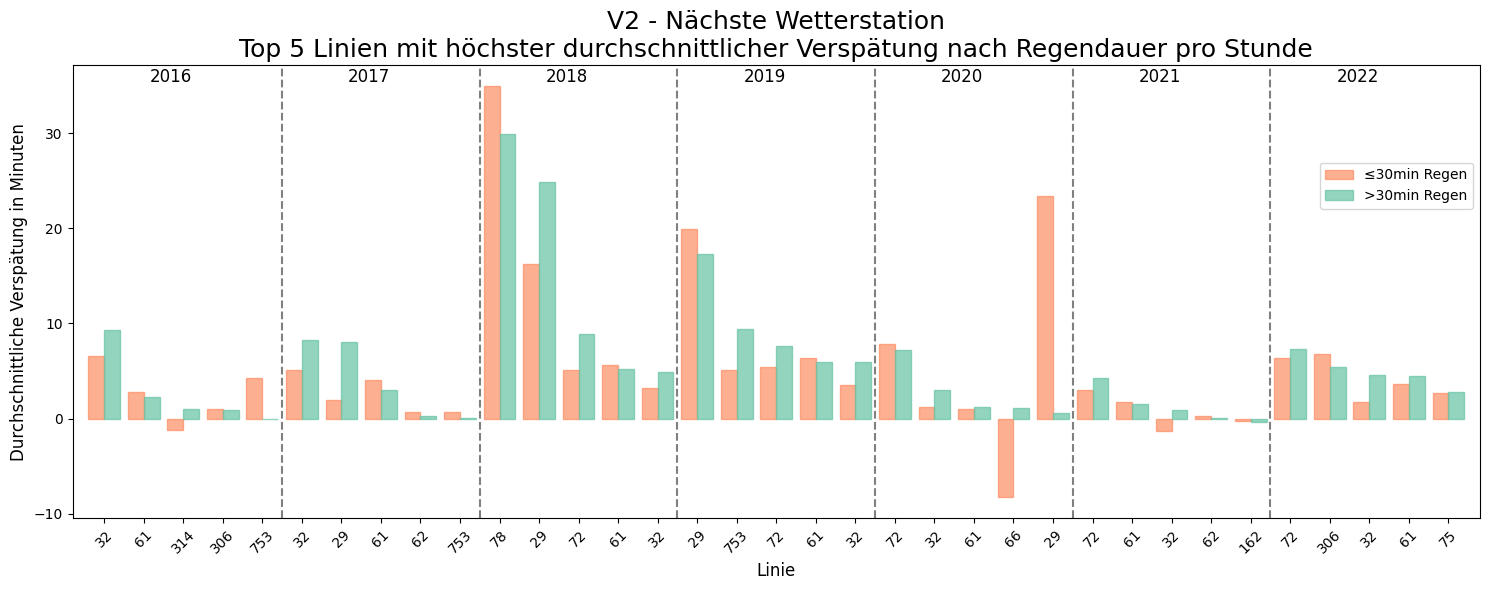 V2 - Nächste Wetterstation
Top 5 Linien mit höchster durchschnittlicher Verspätung nach Regendauer pro Stunde
2016 2017 2018 2019 2020 2021 2022
≤30min Regen
>30min Regen
Durchschnittliche Verspätung in Minuten
30
20
10
0
−10
32 61 314 306 753 32 29 61 62 753 78 29 72 61 32 29 753 72 61 32 72 32 61 66 29 72 61 32 62 162 72 306 32 61 75
Linie